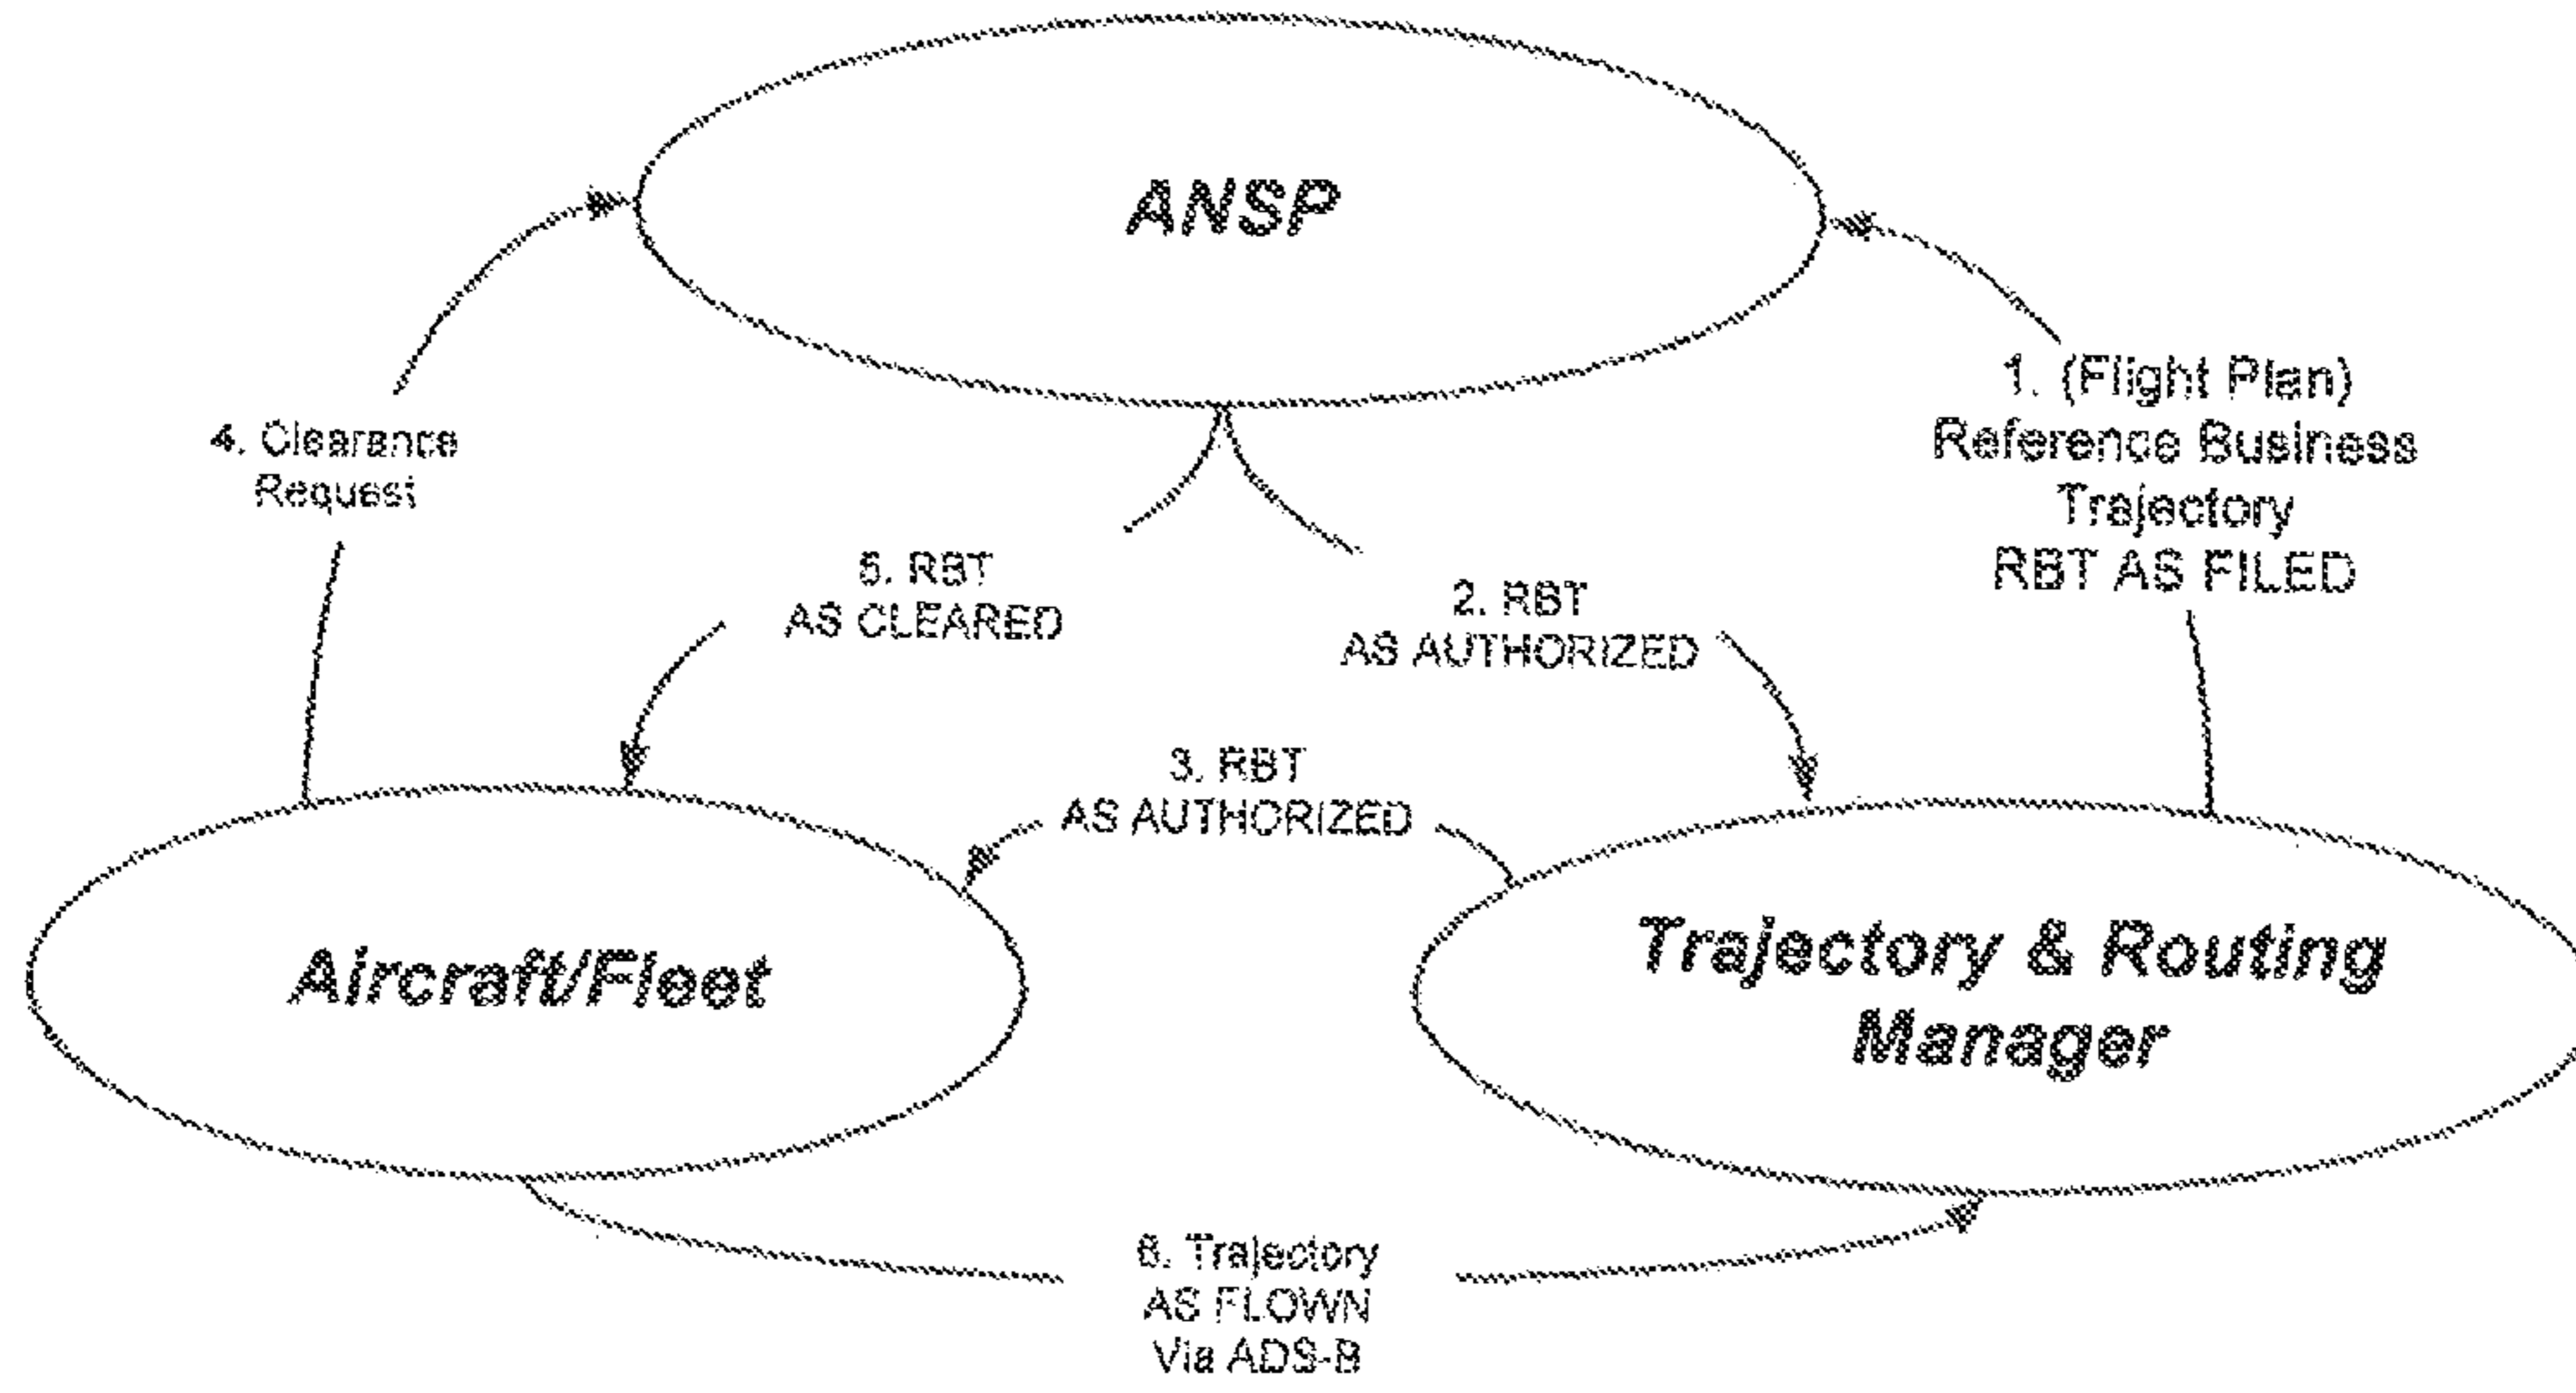 ANSP
1. (Flight Plan)
Reference Business
Trajectory
RBT AS FILED
4. Clearance
Request
5. RBT
AS CLEARED
2. RBT
AS AUTHORIZED
3. RBT
AS AUTHORIZED
Aircraft/Fleet
Trajectory & Routing
Manager
6. Trajectory
AS FLOWN
Via ADS-B